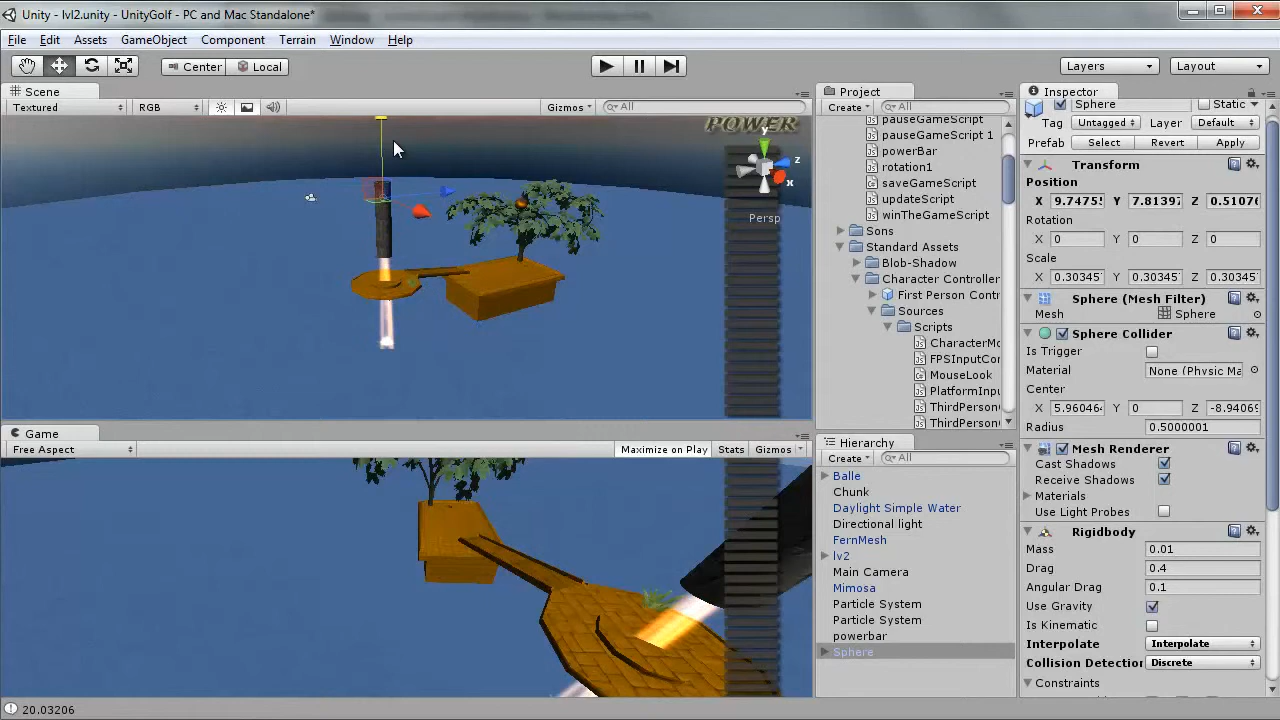 Unity - lvl2.unity - UnityGolf - PC and Mac Standalone*
File Edit Assets GameObject Component Terrain Window Help
Center Local Layers Layout
Scene
Textured RGB Gizmos All
POWER
y
z
x
Persp
Game
Free Aspect Maximize on Play Stats Gizmos
Project
Create All
pauseGameScript
pauseGameScript 1
powerBar
rotation1
saveGameScript
updateScript
winTheGameScript
Sons
Standard Assets
Blob-Shadow
Character Controller
First Person Contr
Sources
Scripts
CharacterMo
FPSInputCon
MouseLook
PlatformInpu
ThirdPerson
ThirdPerson
Hierarchy
Create All
Balle
Chunk
Daylight Simple Water
Directional light
FernMesh
lv2
Main Camera
Mimosa
Particle System
Particle System
powerbar
Sphere
Inspector
Sphere Static
Tag Untagged Layer Default
Prefab Select Revert Apply
Transform
Position
X 9.7475 Y 7.8139 Z 0.5107
Rotation
X 0 Y 0 Z 0
Scale
X 0.30345 Y 0.30345 Z 0.30345
Sphere (Mesh Filter)
Mesh Sphere
Sphere Collider
Is Trigger
Material None (Physic Ma
Center
X 5.96046 Y 0 Z -8.9406
Radius 0.5000001
Mesh Renderer
Cast Shadows
Receive Shadows
Materials
Use Light Probes
Rigidbody
Mass 0.01
Drag 0.4
Angular Drag 0.1
Use Gravity
Is Kinematic
Interpolate Interpolate
Collision Detection Discrete
Constraints
20.03206